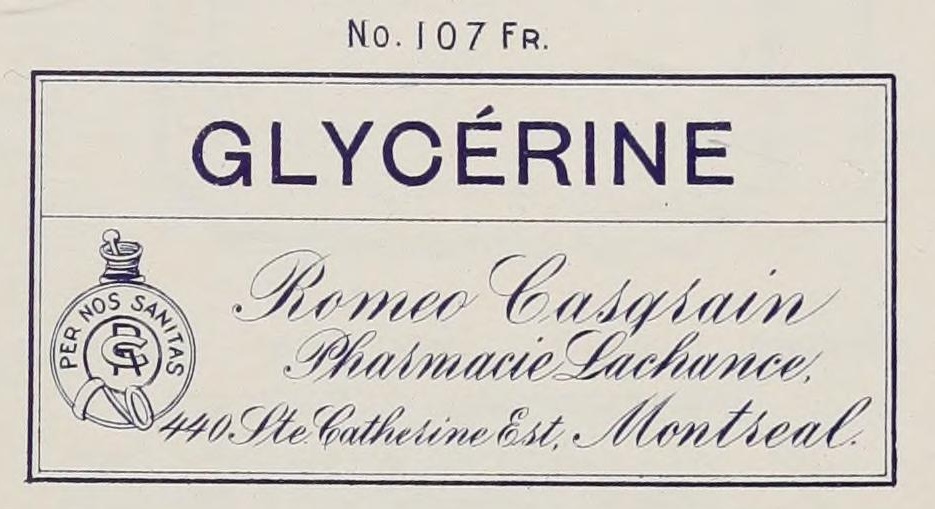 No. 107 FR.
GLYCÉRINE
PER NOS SANITAS
Romeo Casgrain
Pharmacie Lachance,
440 Ste. Catherine Est, Montreal.